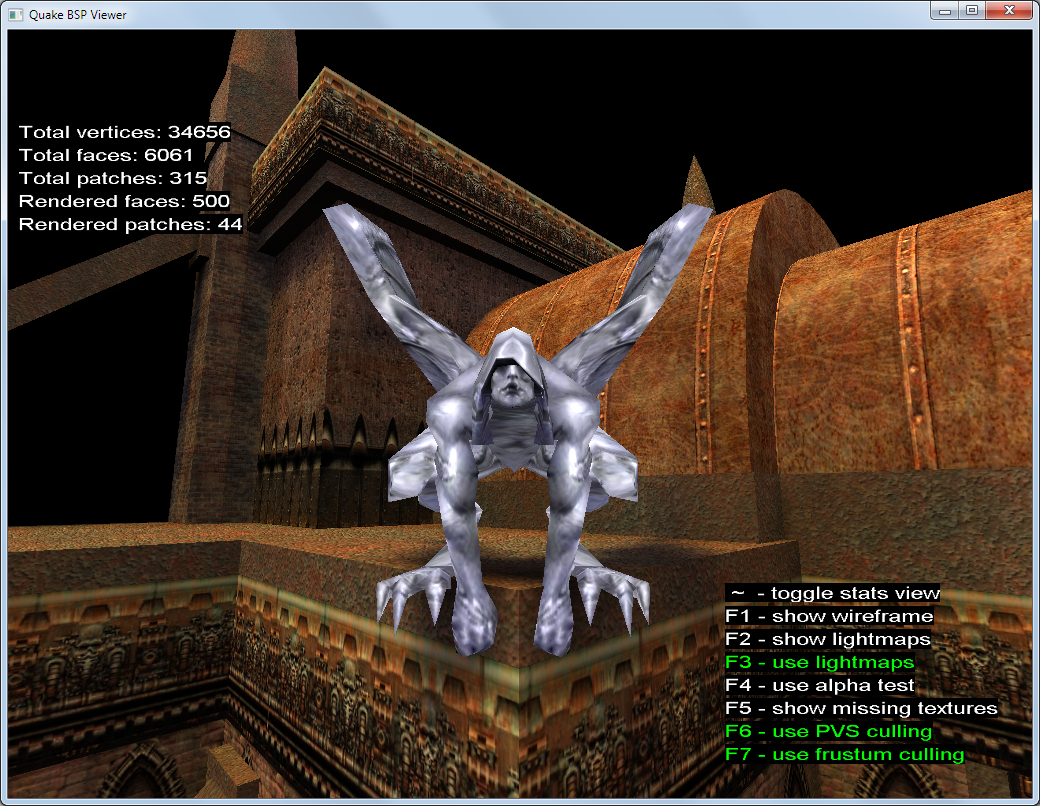 Quake BSP Viewer
Total vertices: 34656
Total faces: 6061
Total patches: 315
Rendered faces: 500
Rendered patches: 44
~ - toggle stats view
F1 - show wireframe
F2 - show lightmaps
F3 - use lightmaps
F4 - use alpha test
F5 - show missing textures
F6 - use PVS culling
F7 - use frustum culling